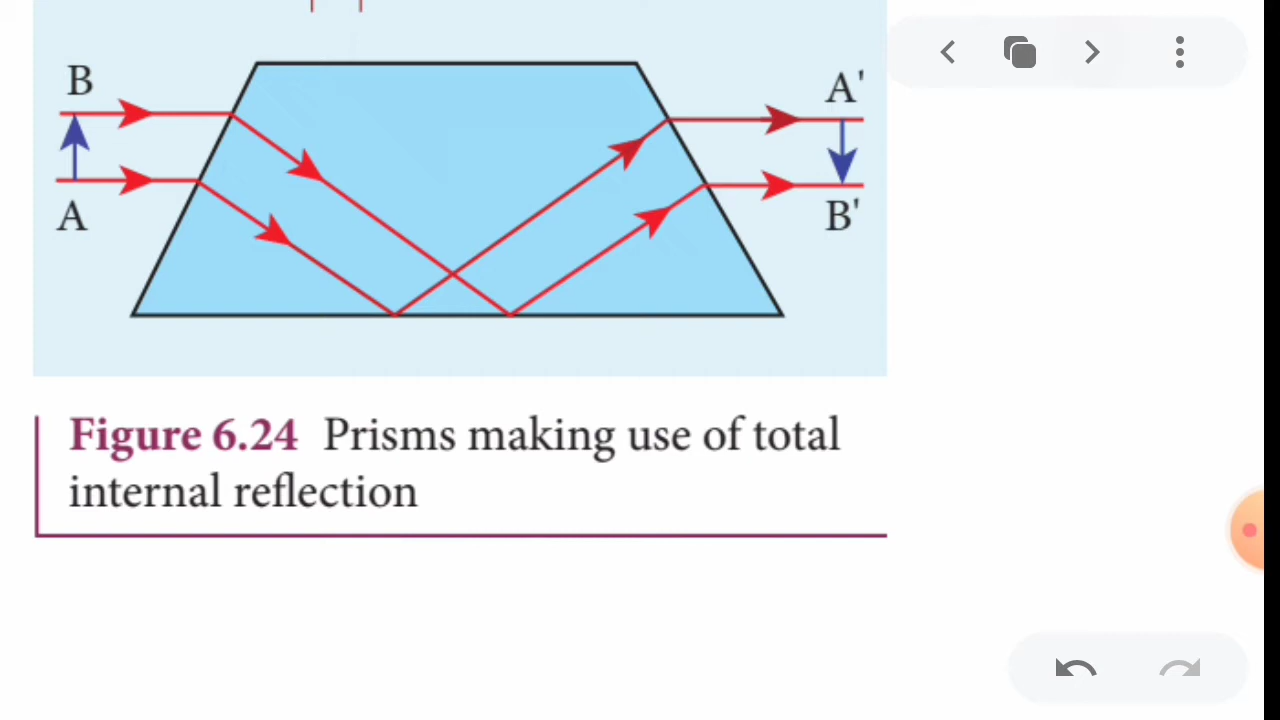 B
A'
A
B'
Figure 6.24 Prisms making use of total
internal reflection